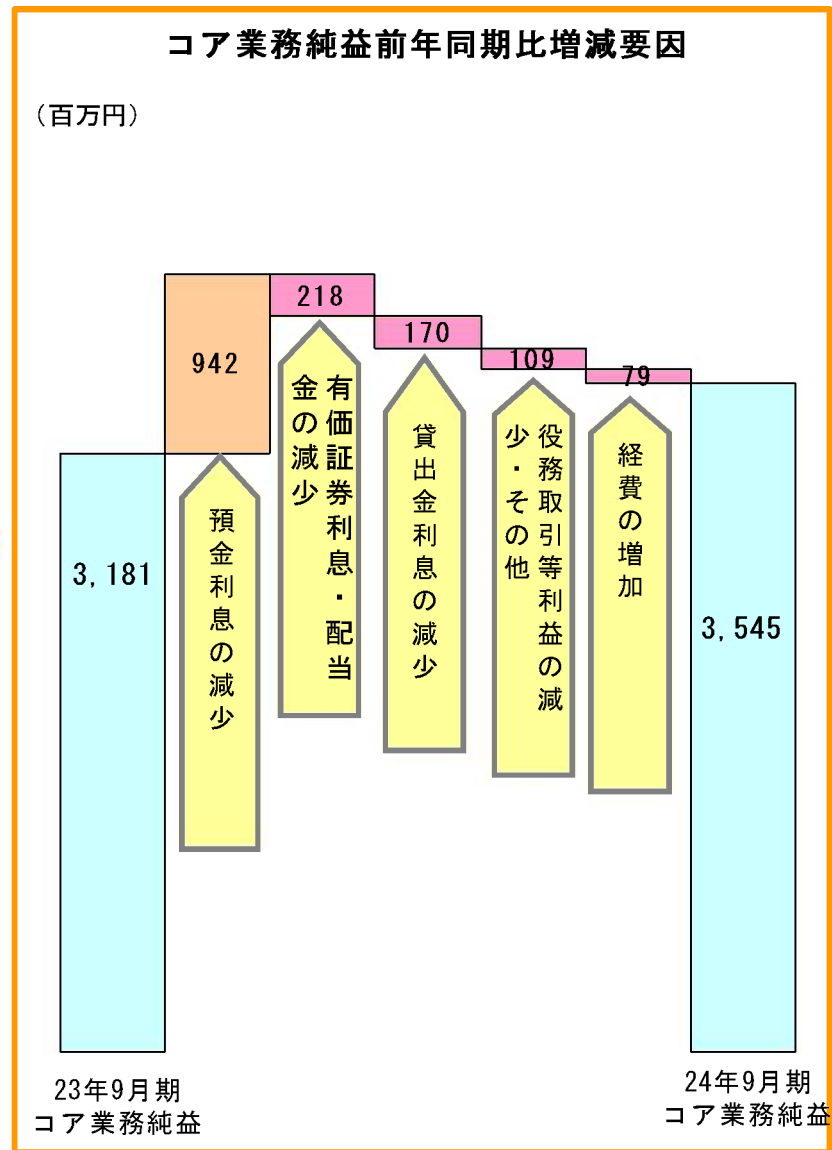 コア業務純益前年同期比増減要因
（百万円）
3,181
942
218
170
109
79
3,545
預金利息の減少
有価証券利息・配当
金の減少
貸出金利息の減少
役務取引等利益の減
少・その他
経費の増加
23年9月期
コア業務純益
24年9月期
コア業務純益